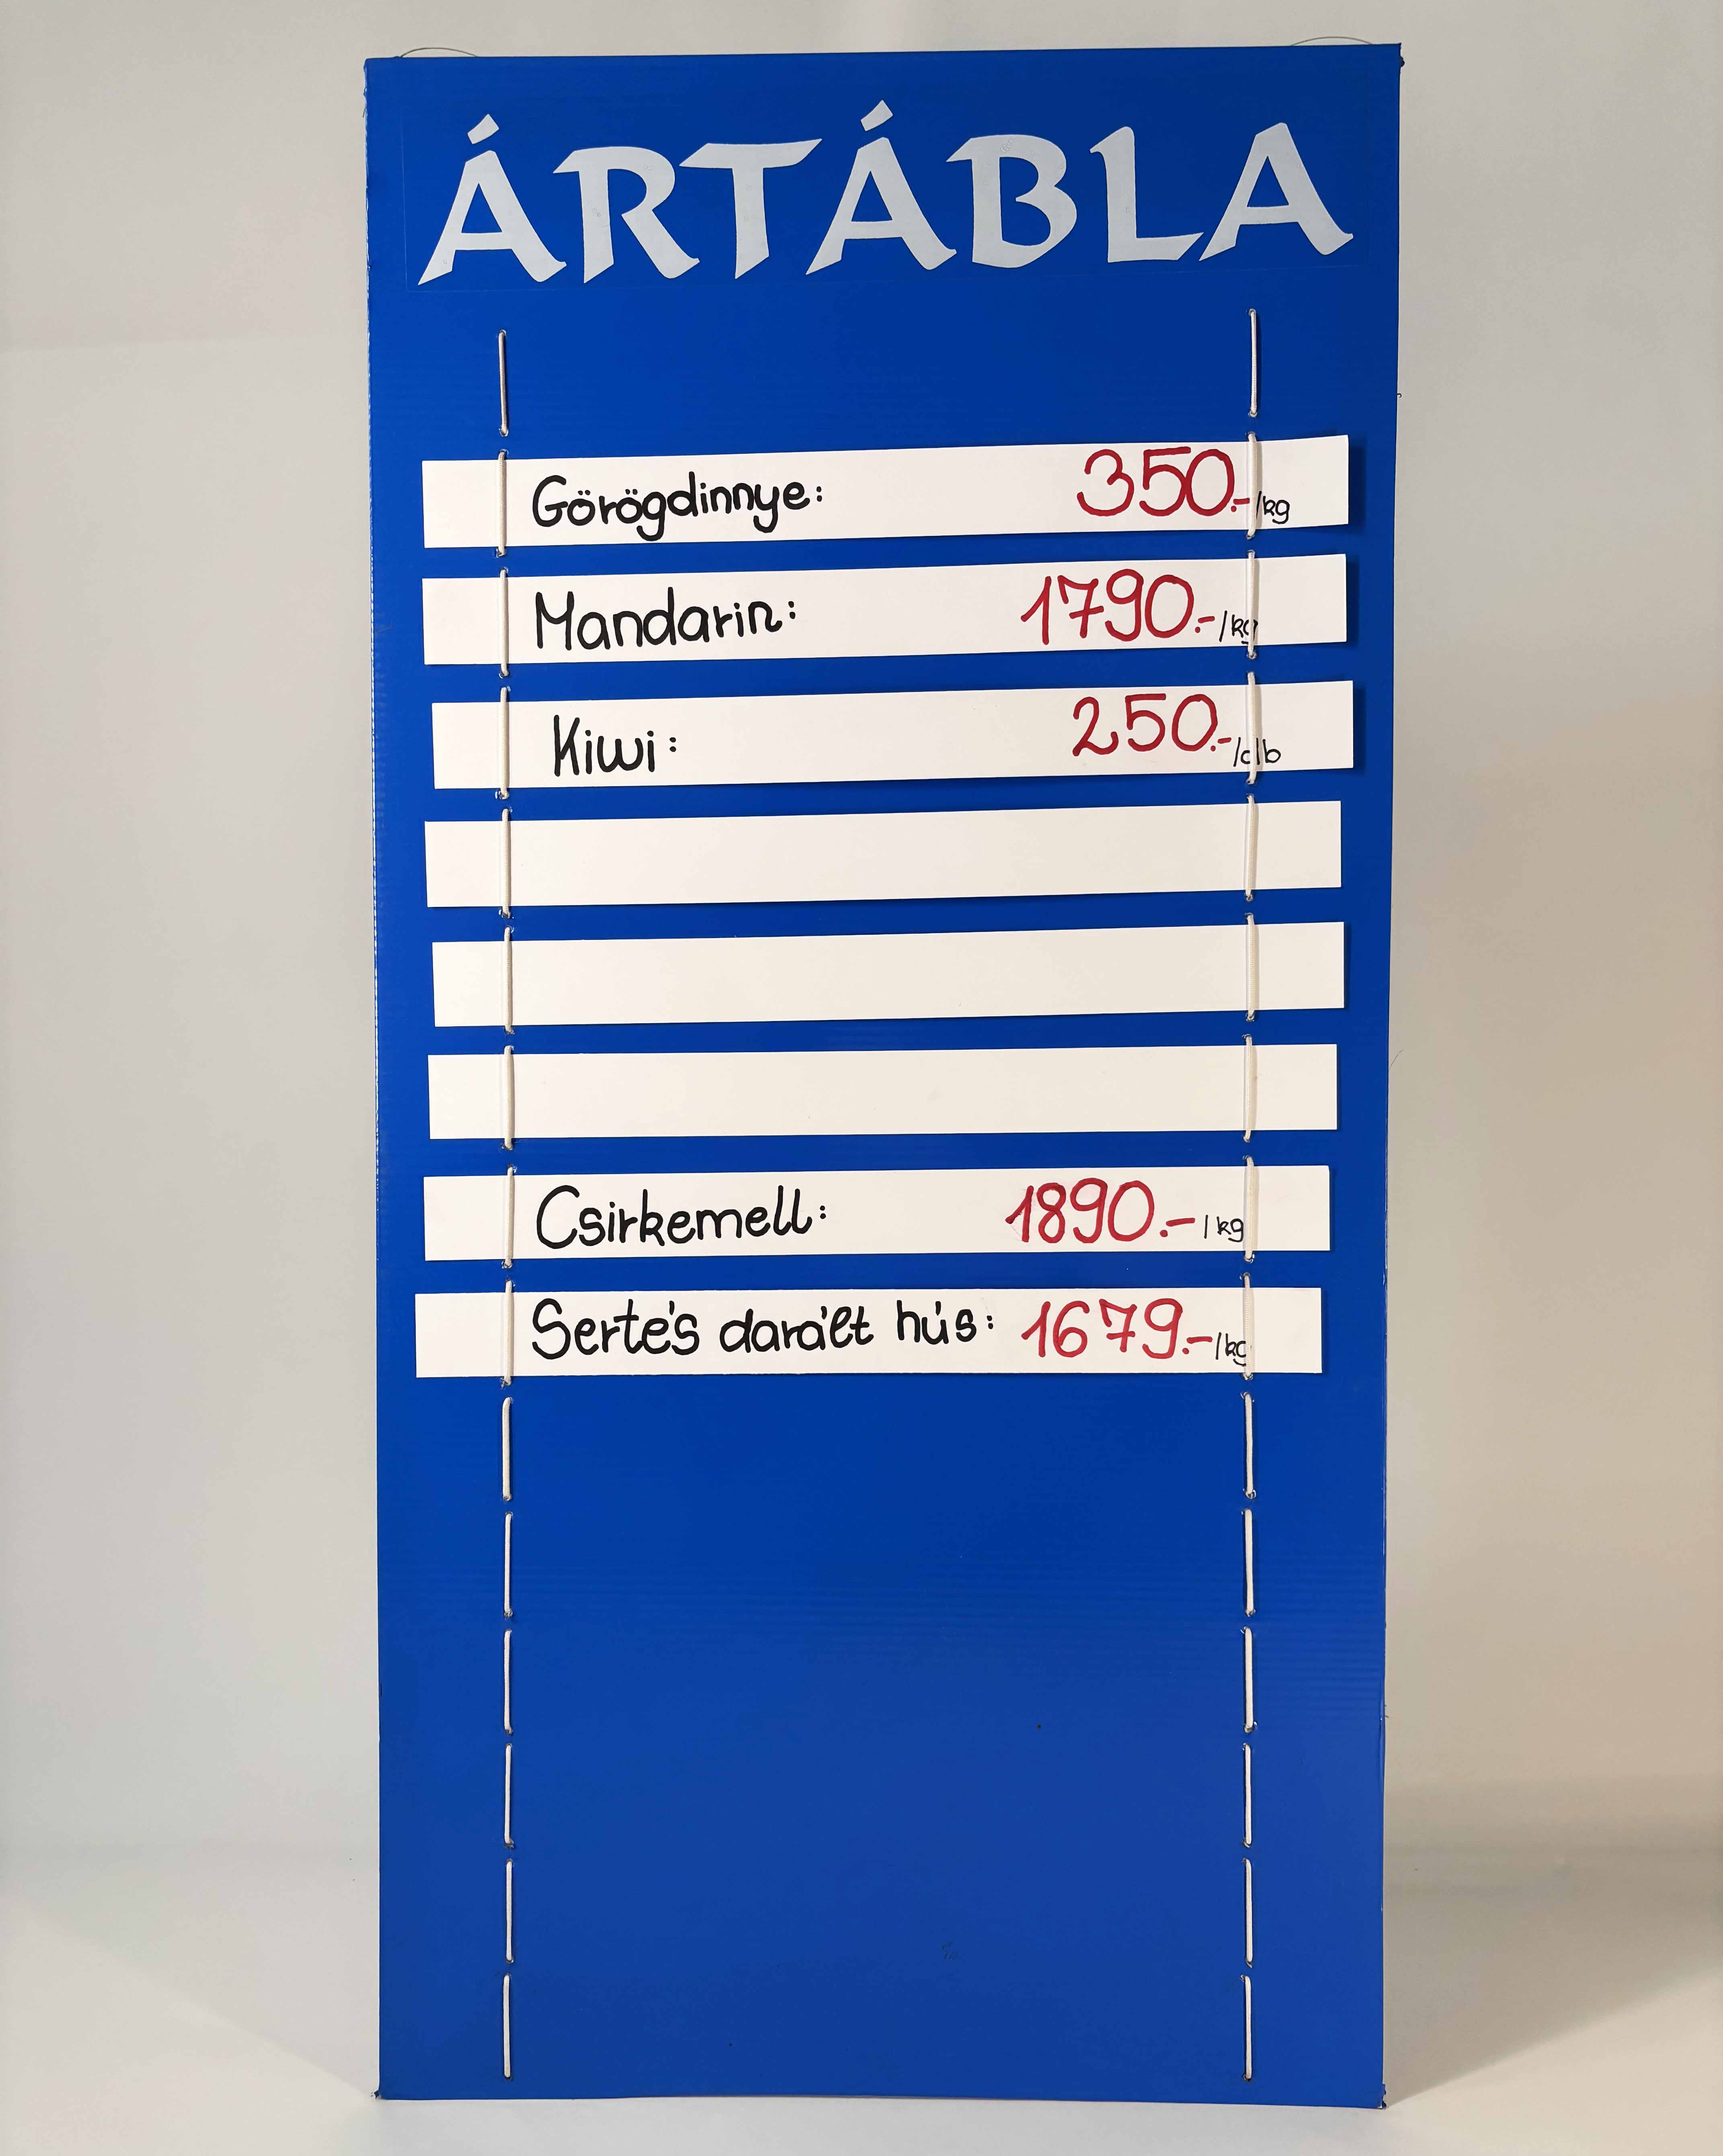 ÁRTÁBLA
Görögdinnye: 350.-/kg
Mandarin: 1790.-/kg
Kiwi: 250.-/db
Csirkemell: 1890.-/kg
Sertés darált hús: 1679.-/kg